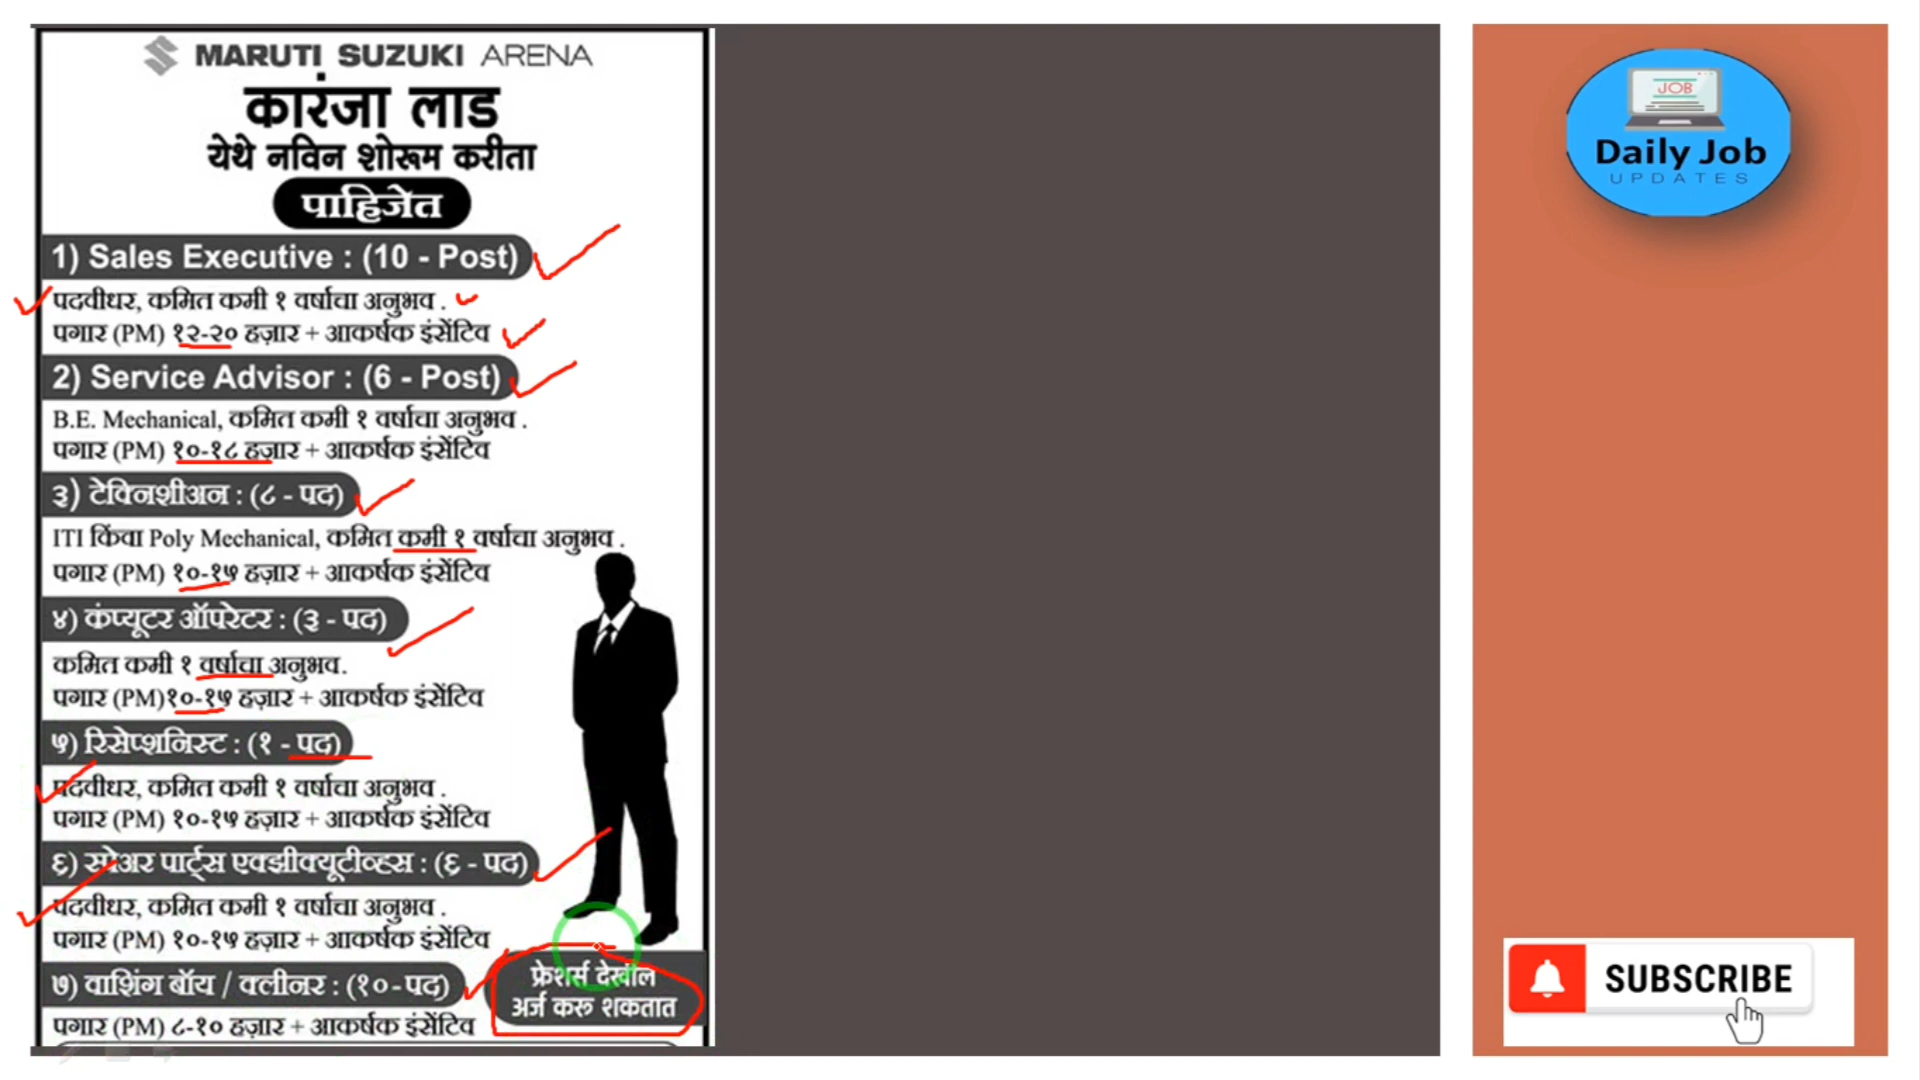 MARUTI SUZUKI ARENA
कारंजा लाड
येथे नविन शोरूम करीता
पाहिजेत
1) Sales Executive : (10 - Post)
पदवीधर, कमित कमी १ वर्षाचा अनुभव .
पगार (PM) १२-२० हज़ार + आकर्षक इंसेंटिव
2) Service Advisor : (6 - Post)
B.E. Mechanical, कमित कमी १ वर्षाचा अनुभव .
पगार (PM) १०-१८ हज़ार + आकर्षक इंसेंटिव
३) टेक्निशीअन : (८ - पद)
ITI किंवा Poly Mechanical, कमित कमी १ वर्षाचा अनुभव .
पगार (PM) १०-१५ हज़ार + आकर्षक इंसेंटिव
४) कंप्यूटर ऑपरेटर : (३ - पद)
कमित कमी १ वर्षाचा अनुभव.
पगार (PM)१०-१५ हज़ार + आकर्षक इंसेंटिव
५) रिसेप्शनिस्ट : (१ - पद)
पदवीधर, कमित कमी १ वर्षाचा अनुभव .
पगार (PM) १०-१५ हज़ार + आकर्षक इंसेंटिव
६) स्पेअर पार्ट्स एक्झीक्यूटीव्हस : (६ - पद)
पदवीधर, कमित कमी १ वर्षाचा अनुभव .
पगार (PM) १०-१५ हज़ार + आकर्षक इंसेंटिव
७) वाशिंग बॉय / क्लीनर : (१०-पद)
पगार (PM) ८-१० हज़ार + आकर्षक इंसेंटिव
फ्रेशर्स देखील
अर्ज करू शकतात
JOB
Daily Job
UPDATES
SUBSCRIBE